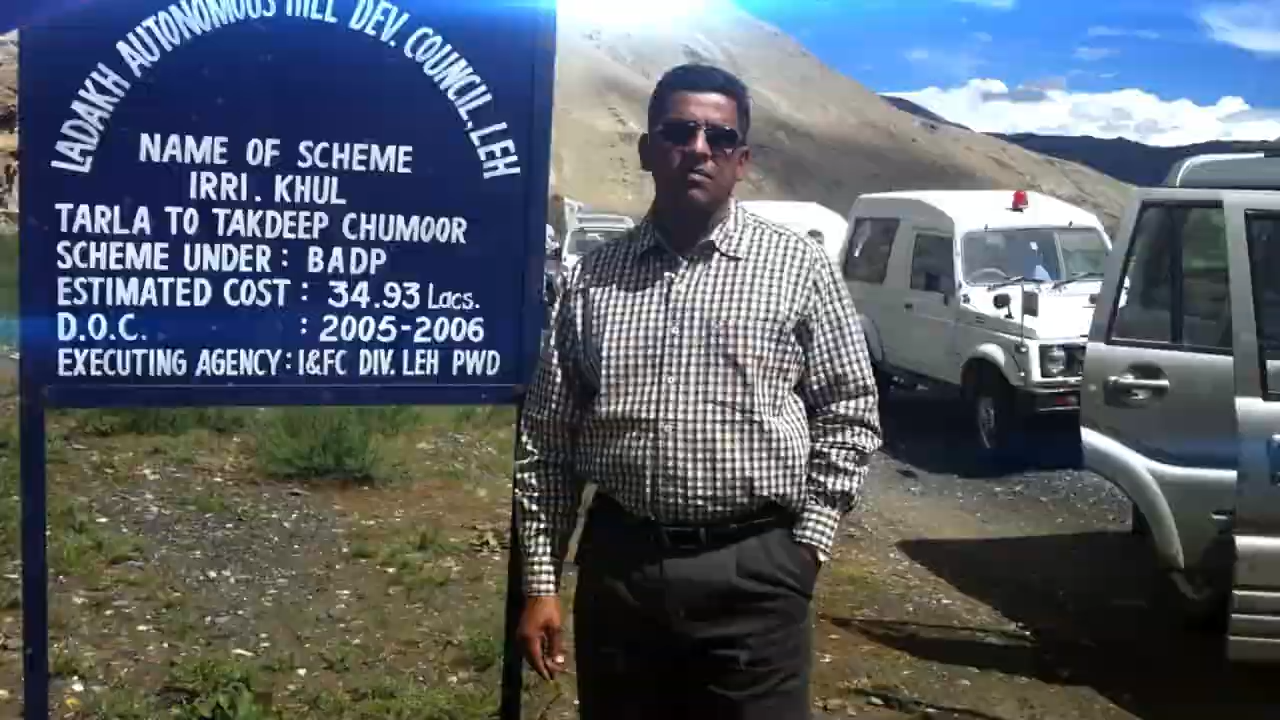 LADAKH AUTONOMOUS HILL DEV. COUNCIL, LEH
NAME OF SCHEME
IRRI. KHUL
TARLA TO TAKDEEP CHUMOOR
SCHEME UNDER : BADP
ESTIMATED COST : 34.93 Lacs.
D.O.C. : 2005-2006
EXECUTING AGENCY : I&FC DIV. LEH PWD